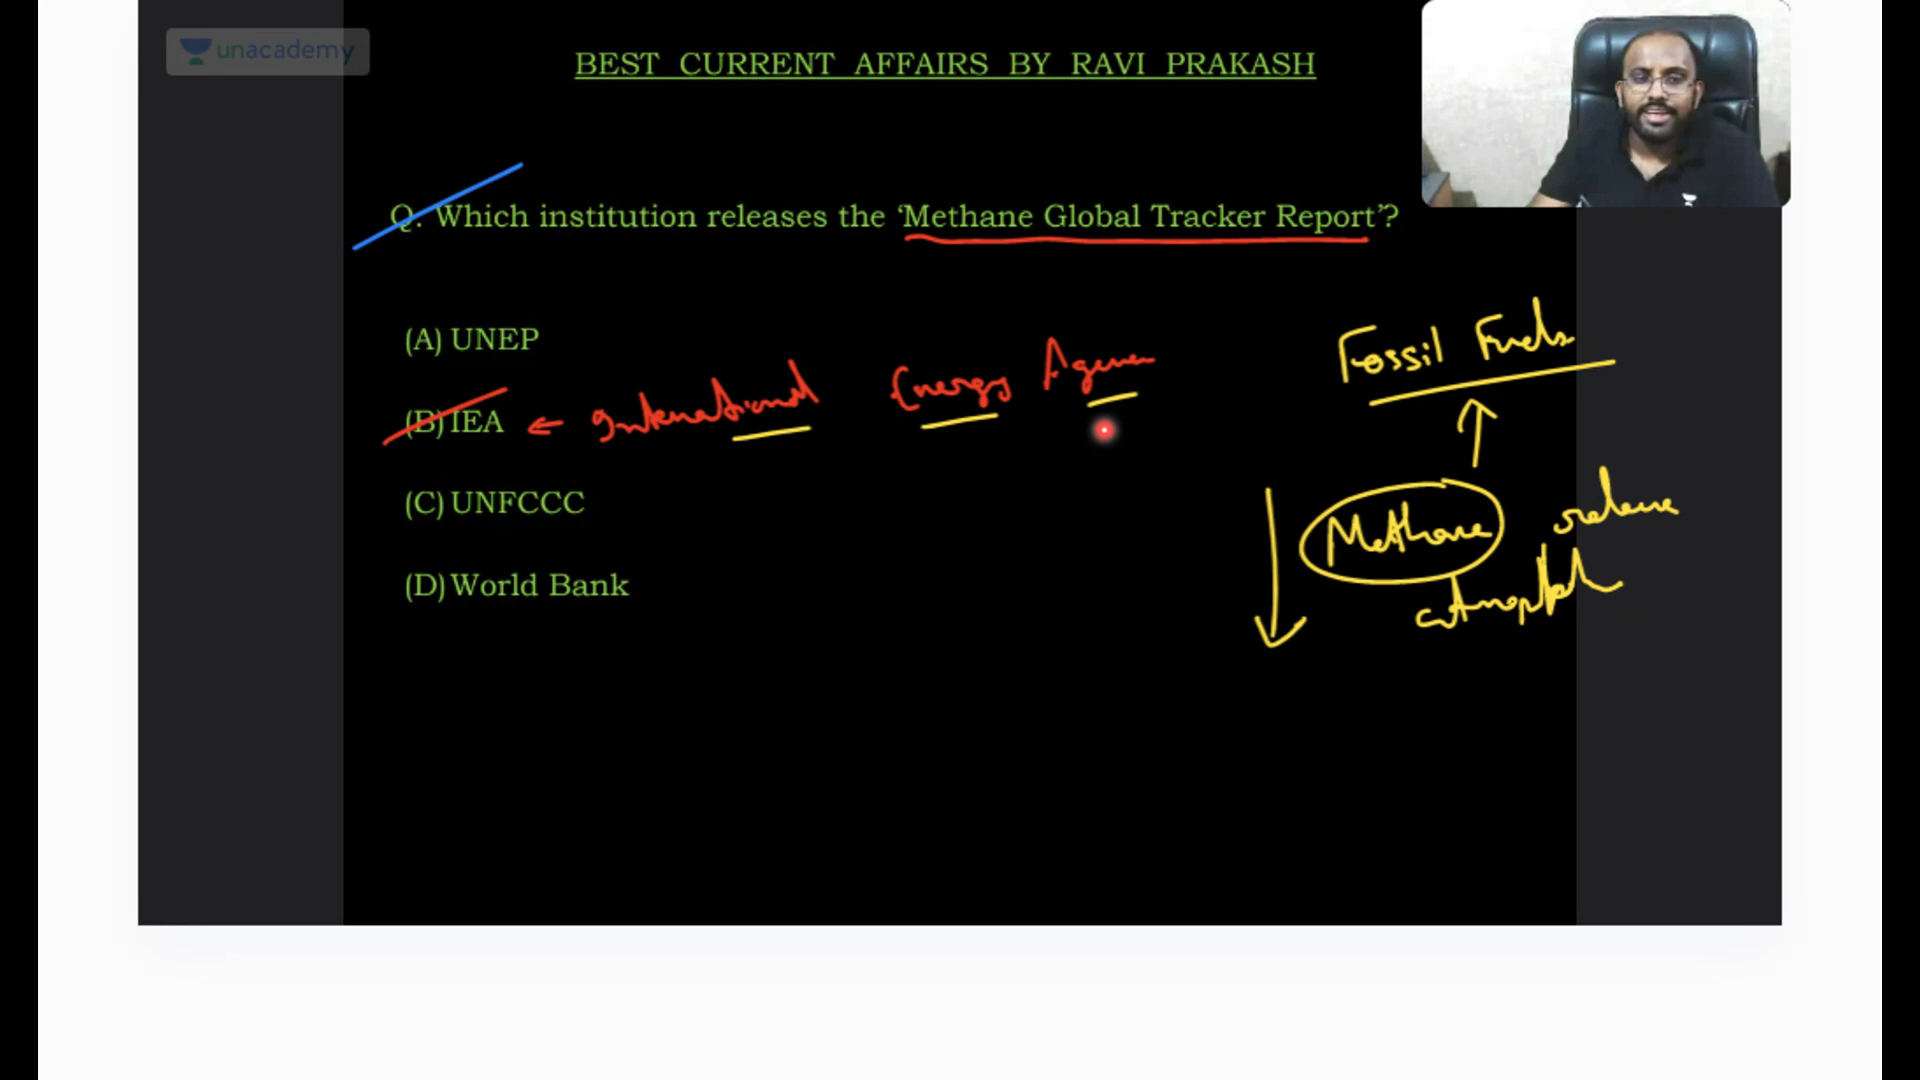 unacademy
BEST CURRENT AFFAIRS BY RAVI PRAKASH
Q. Which institution releases the ‘Methane Global Tracker Report’?
(A) UNEP
(B) IEA ← International Energy Agency
(C) UNFCCC
(D) World Bank
Fossil Fuels
Methane release